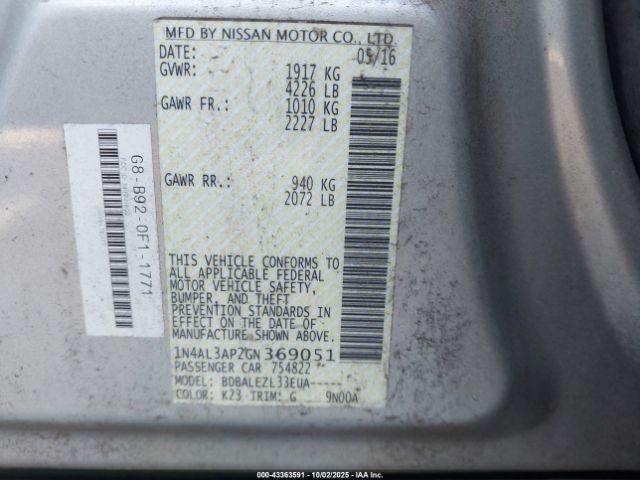 MFD BY NISSAN MOTOR CO., LTD.
DATE: 05/16
GVWR: 1917 KG
4226 LB
GAWR FR.: 1010 KG
2227 LB
GAWR RR.: 940 KG
2072 LB
THIS VEHICLE CONFORMS TO
ALL APPLICABLE FEDERAL
MOTOR VEHICLE SAFETY,
BUMPER, AND THEFT
PREVENTION STANDARDS IN
EFFECT ON THE DATE OF
MANUFACTURE SHOWN ABOVE.
1N4AL3AP2GN369051
PASSENGER CAR 754822
MODEL: BDBALEZL33EUA-----
COLOR: K23 TRIM: G 9N00A
G8-B92-0F1-1771
000-43363591 | 10/02/2025 | IAA Inc.